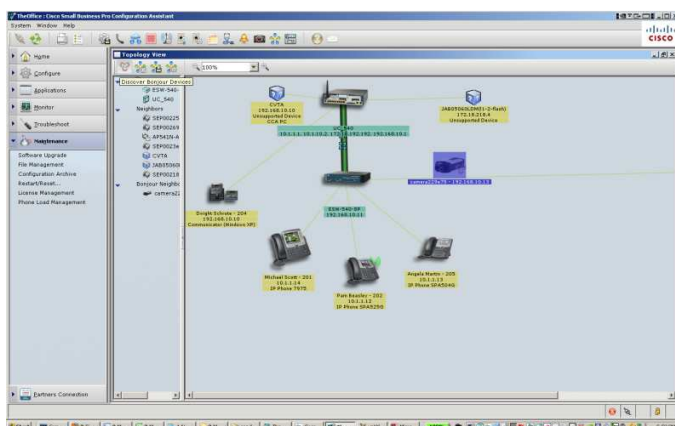 TheOffice : Cisco Small Business Pro Configuration Assistant
System Window Help
CISCO
Home
Configure
Applications
Monitor
Troubleshoot
Maintenance
Software Upgrade
File Management
Configuration Archive
Restart/Reset...
License Management
Phone Load Management
Partners Connection
Topology View
100%
Discover Bonjour Devices
ESW-540-
UC_540
Neighbors
SEP00225
SEP00269
AP541N-A
SEP0023e
CVTA
JAB05060
SEP00218
Bonjour Neighbo
camera22
CVTA
192.168.10.10
Unsupported Device
CCA PC
UC_540
JAB05060LDME(1-2-flash)
172.18.218.4
Unsupported Device
ESW-540-8P
192.168.10.11
Dwight Schrute - 204
192.168.10.10
Communicator (Windows XP)
Michael Scott - 201
10.1.1.14
IP Phone 7975
Pam Beasley - 202
10.1.1.12
IP Phone SPA525G
Angela Martin - 205
10.1.1.13
IP Phone SPA504G